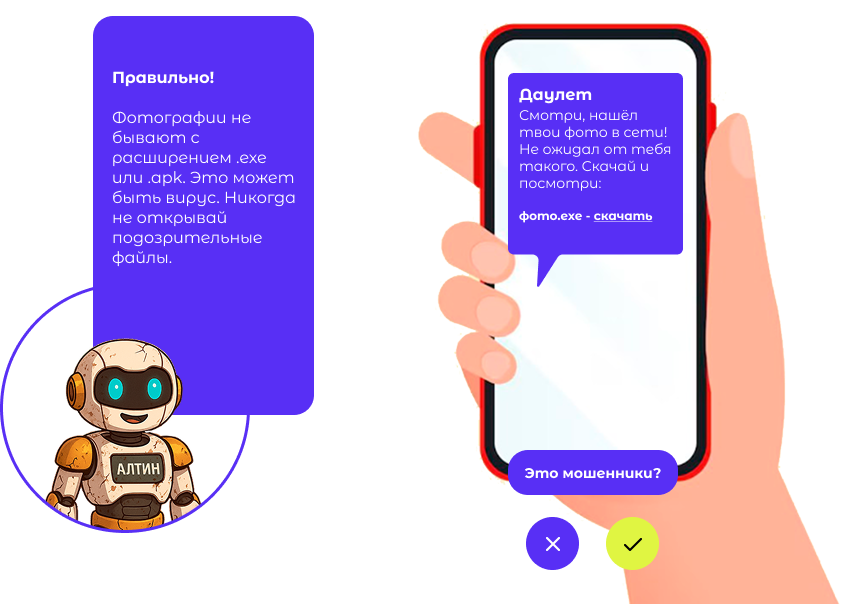 Правильно!
Фотографии не
бывают с
расширением .exe
или .apk. Это может
быть вирус. Никогда
не открывай
подозрительные
файлы.
АЛТИН
Даулет
Смотри, нашёл
твои фото в сети!
Не ожидал от тебя
такого. Скачай и
посмотри:
фото.exe - скачать
Это мошенники?